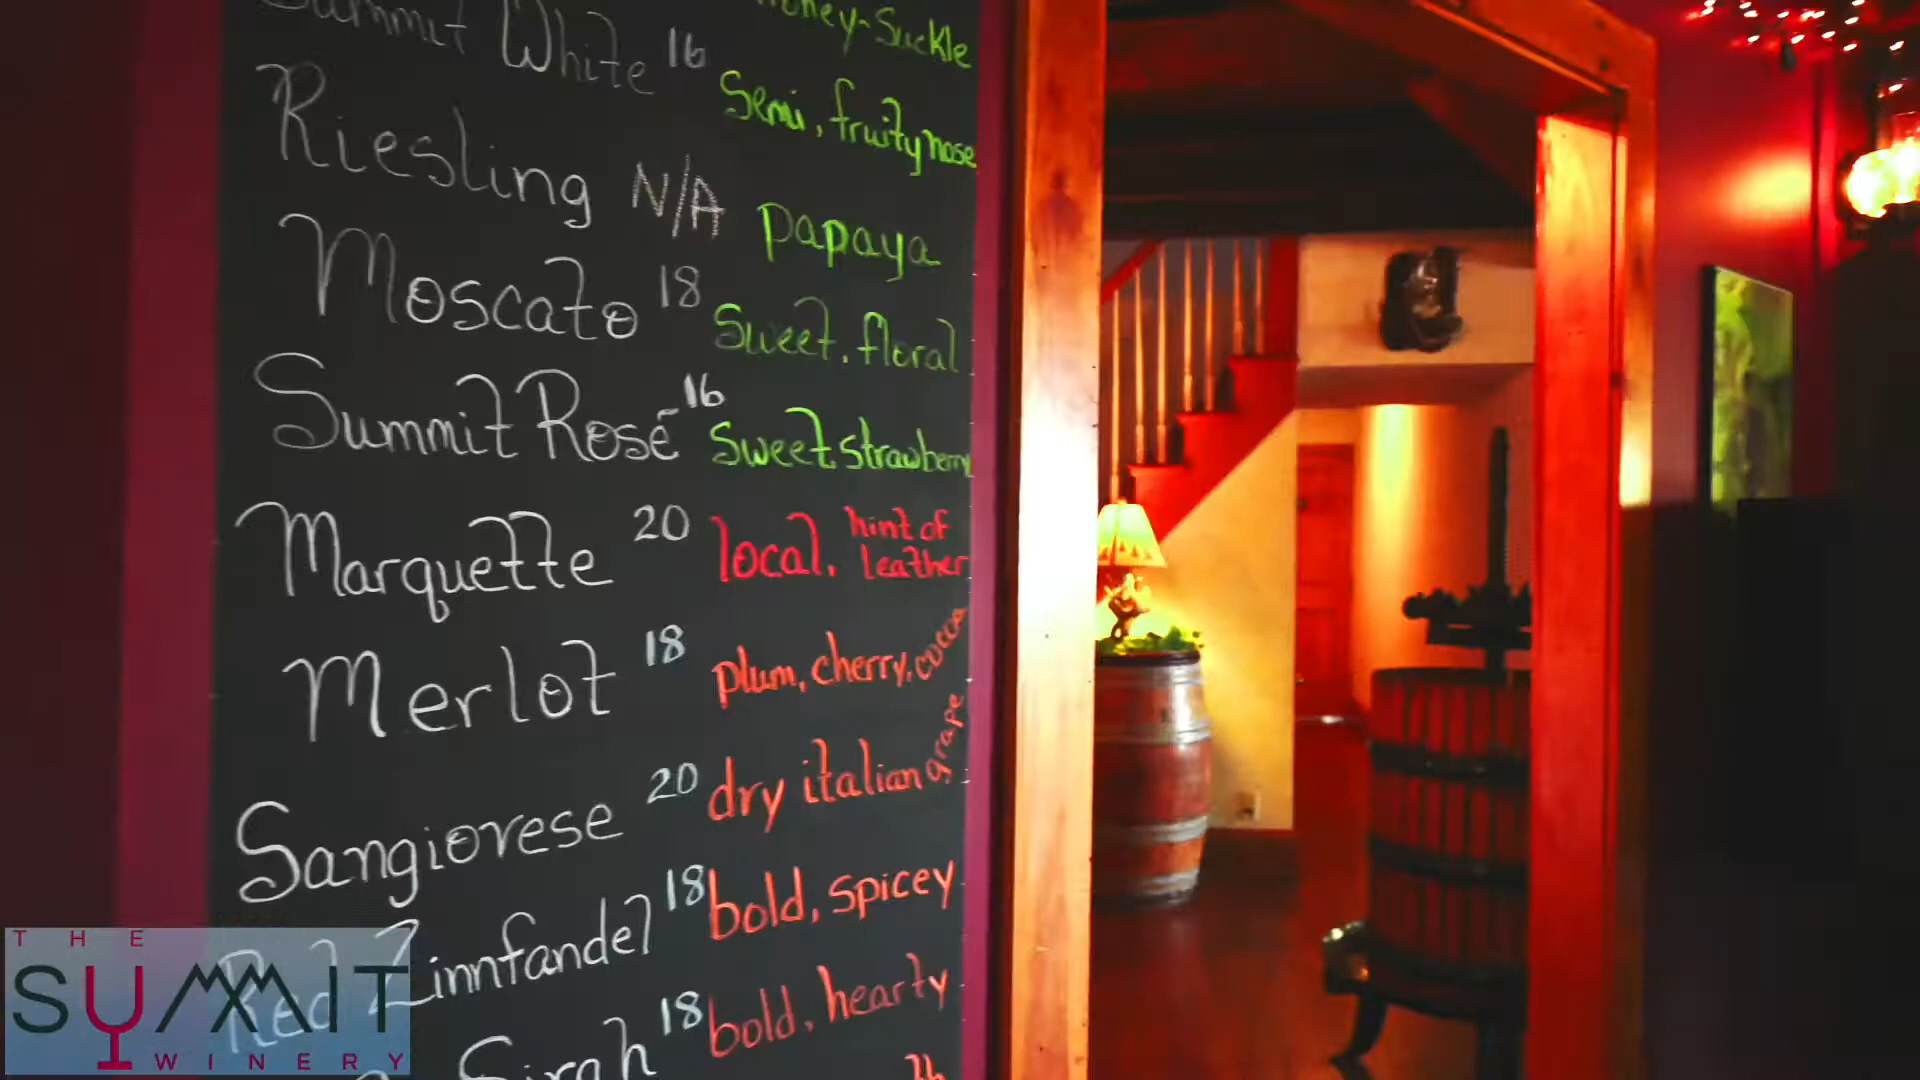 Summit White 16 Honey-Suckle
Riesling N/A Semi, fruity nose
Moscato 18 papaya
Sweet, floral
Summit Rosé 16 Sweet strawberry
Marquette 20 local, hint of leather
Merlot 18 plum, cherry, cocoa
Sangiovese 20 dry italian grape
Red Zinnfandel 18 bold, spicey
Sirah 18 bold, hearty
THE
SUMMIT
WINERY